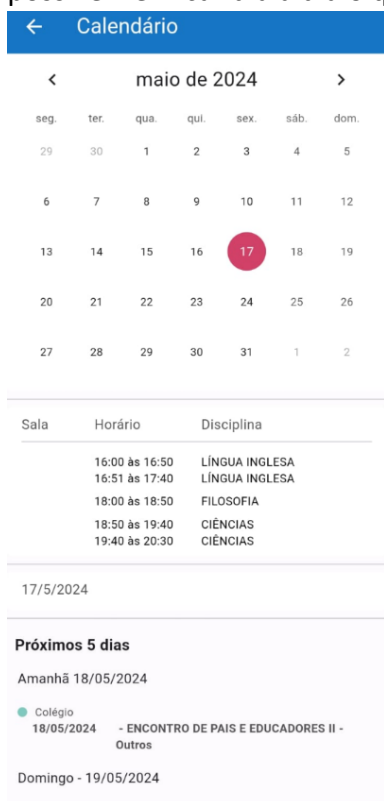 Calendário
maio de 2024
seg. ter. qua. qui. sex. sáb. dom.
29 30 1 2 3 4 5
6 7 8 9 10 11 12
13 14 15 16 17 18 19
20 21 22 23 24 25 26
27 28 29 30 31 1 2
Sala Horário Disciplina
16:00 às 16:50 LÍNGUA INGLESA
16:51 às 17:40 LÍNGUA INGLESA
18:00 às 18:50 FILOSOFIA
18:50 às 19:40 CIÊNCIAS
19:40 às 20:30 CIÊNCIAS
17/5/2024
Próximos 5 dias
Amanhã 18/05/2024
Colégio
18/05/2024 - ENCONTRO DE PAIS E EDUCADORES II -
Outros
Domingo - 19/05/2024